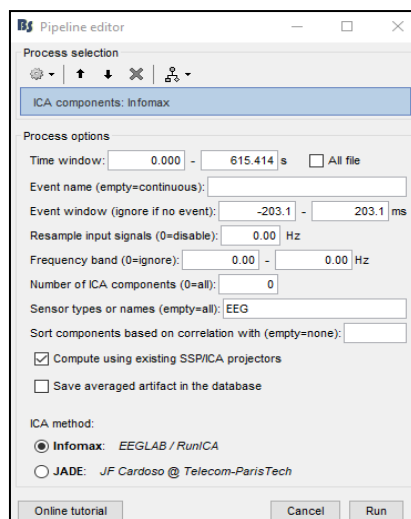 Bs Pipeline editor
Process selection
ICA components: Infomax
Process options
Time window: 0.000 - 615.414 s All file
Event name (empty=continuous):
Event window (ignore if no event): -203.1 - 203.1 ms
Resample input signals (0=disable): 0.00 Hz
Frequency band (0=ignore): 0.00 - 0.00 Hz
Number of ICA components (0=all): 0
Sensor types or names (empty=all): EEG
Sort components based on correlation with (empty=none):
Compute using existing SSP/ICA projectors
Save averaged artifact in the database
ICA method:
Infomax: EEGLAB / RunICA
JADE: JF Cardoso @ Telecom-ParisTech
Online tutorial Cancel Run